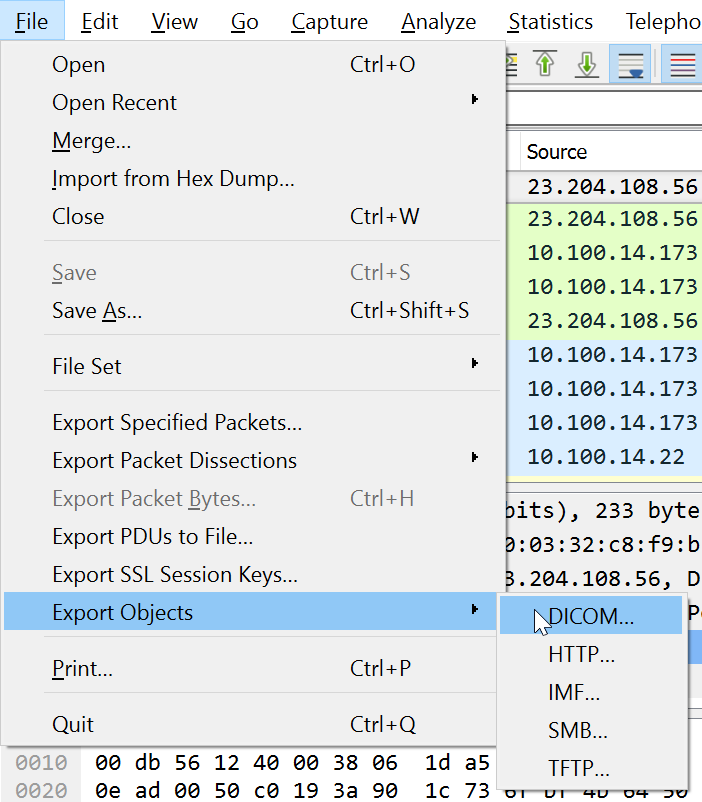 File Edit View Go Capture Analyze Statistics Telepho
Open Ctrl+O
Open Recent
Merge...
Import from Hex Dump...
Close Ctrl+W
Save Ctrl+S
Save As... Ctrl+Shift+S
File Set
Export Specified Packets...
Export Packet Dissections
Export Packet Bytes... Ctrl+H
Export PDUs to File...
Export SSL Session Keys...
Export Objects
Print... Ctrl+P
Quit Ctrl+Q
DICOM...
HTTP...
IMF...
SMB...
TFTP...
Source
23.204.108.56
23.204.108.56
10.100.14.173
10.100.14.173
23.204.108.56
10.100.14.173
10.100.14.173
10.100.14.173
10.100.14.22
bits), 233 byte
0:03:32:c8:f9:b
3.204.108.56, D
0010 00 db 56 12 40 00 38 06 1d a5
0020 0e ad 00 50 c0 19 3a 90 1c 73